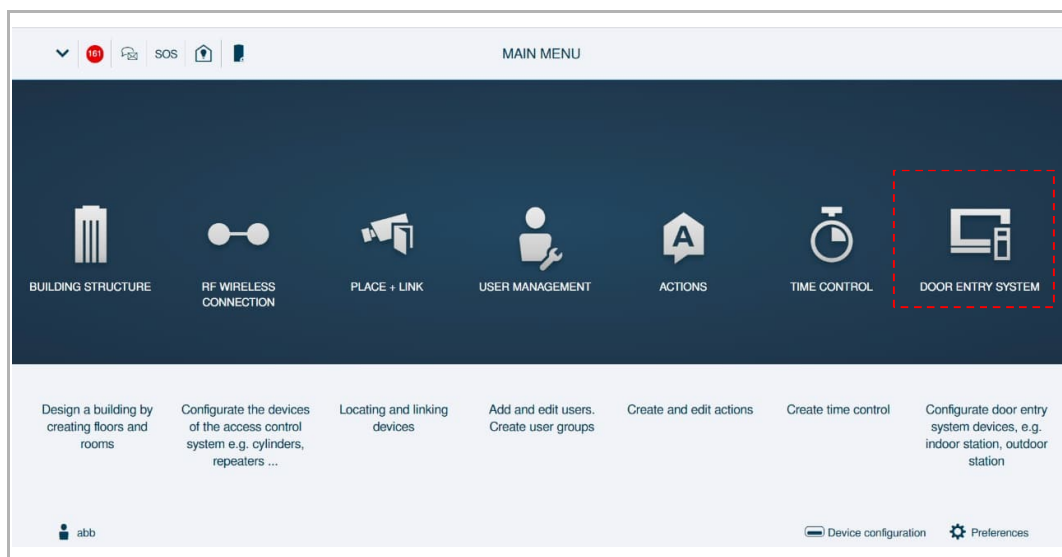 161
SOS
MAIN MENU
BUILDING STRUCTURE
RF WIRELESS
CONNECTION
PLACE + LINK
USER MANAGEMENT
A
ACTIONS
TIME CONTROL
DOOR ENTRY SYSTEM
Design a building by
creating floors and
rooms
Configurate the devices
of the access control
system e.g. cylinders,
repeaters ...
Locating and linking
devices
Add and edit users.
Create user groups
Create and edit actions
Create time control
Configurate door entry
system devices, e.g.
indoor station, outdoor
station
abb
Device configuration
Preferences